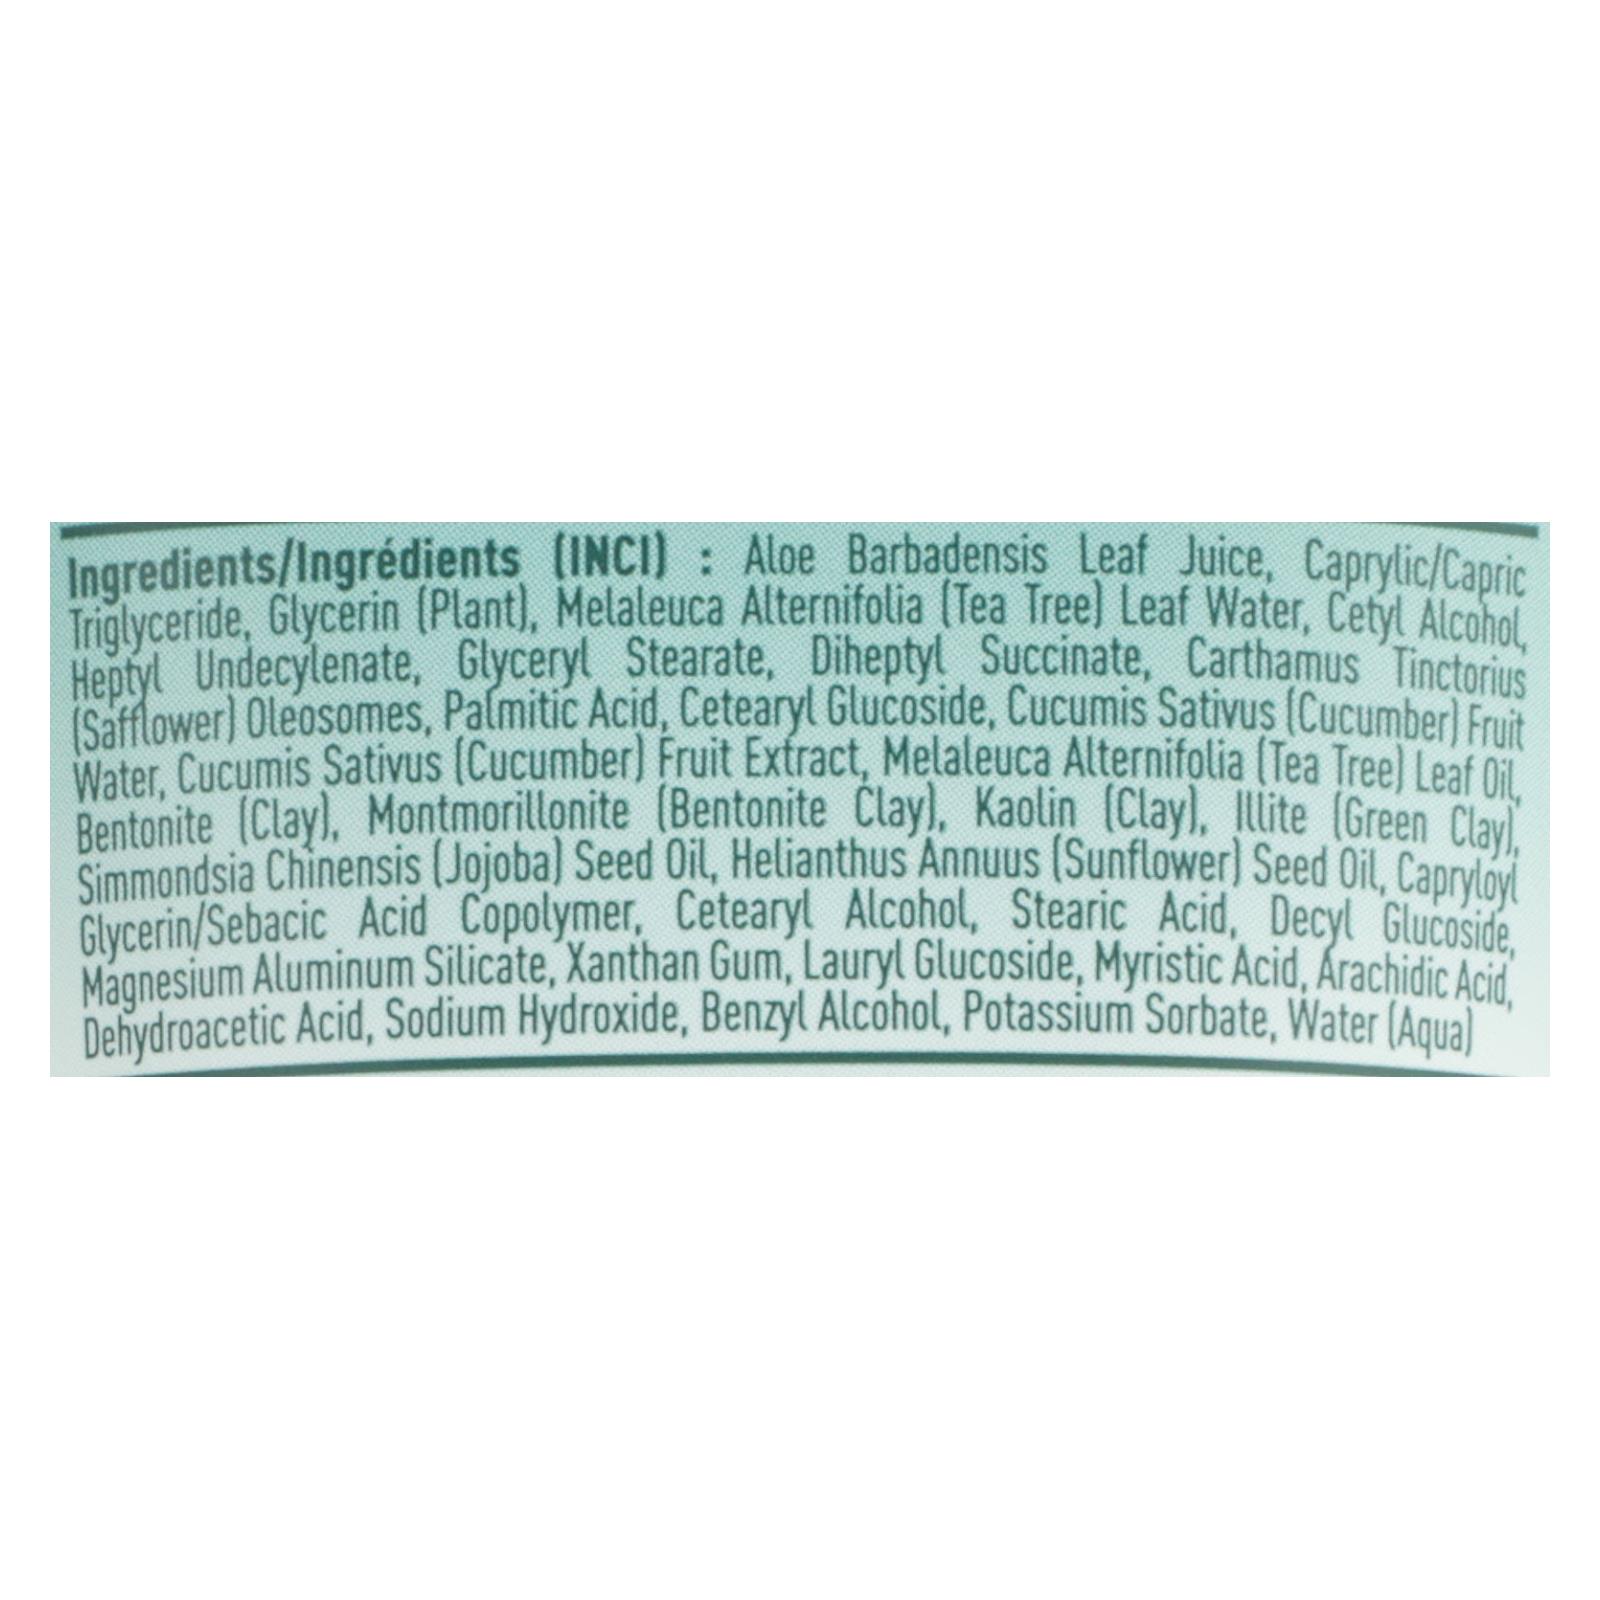 Ingredients/Ingrédients (INCI) : Aloe Barbadensis Leaf Juice, Caprylic/Capric
Triglyceride, Glycerin (Plant), Melaleuca Alternifolia (Tea Tree) Leaf Water, Cetyl Alcohol,
Heptyl Undecylenate, Glyceryl Stearate, Diheptyl Succinate, Carthamus Tinctorius
(Safflower) Oleosomes, Palmitic Acid, Cetearyl Glucoside, Cucumis Sativus (Cucumber) Fruit
Water, Cucumis Sativus (Cucumber) Fruit Extract, Melaleuca Alternifolia (Tea Tree) Leaf Oil,
Bentonite (Clay), Montmorillonite (Bentonite Clay), Kaolin (Clay), Illite (Green Clay),
Simmondsia Chinensis (Jojoba) Seed Oil, Helianthus Annuus (Sunflower) Seed Oil, Capryloyl
Glycerin/Sebacic Acid Copolymer, Cetearyl Alcohol, Stearic Acid, Decyl Glucoside,
Magnesium Aluminum Silicate, Xanthan Gum, Lauryl Glucoside, Myristic Acid, Arachidic Acid,
Dehydroacetic Acid, Sodium Hydroxide, Benzyl Alcohol, Potassium Sorbate, Water (Aqua)